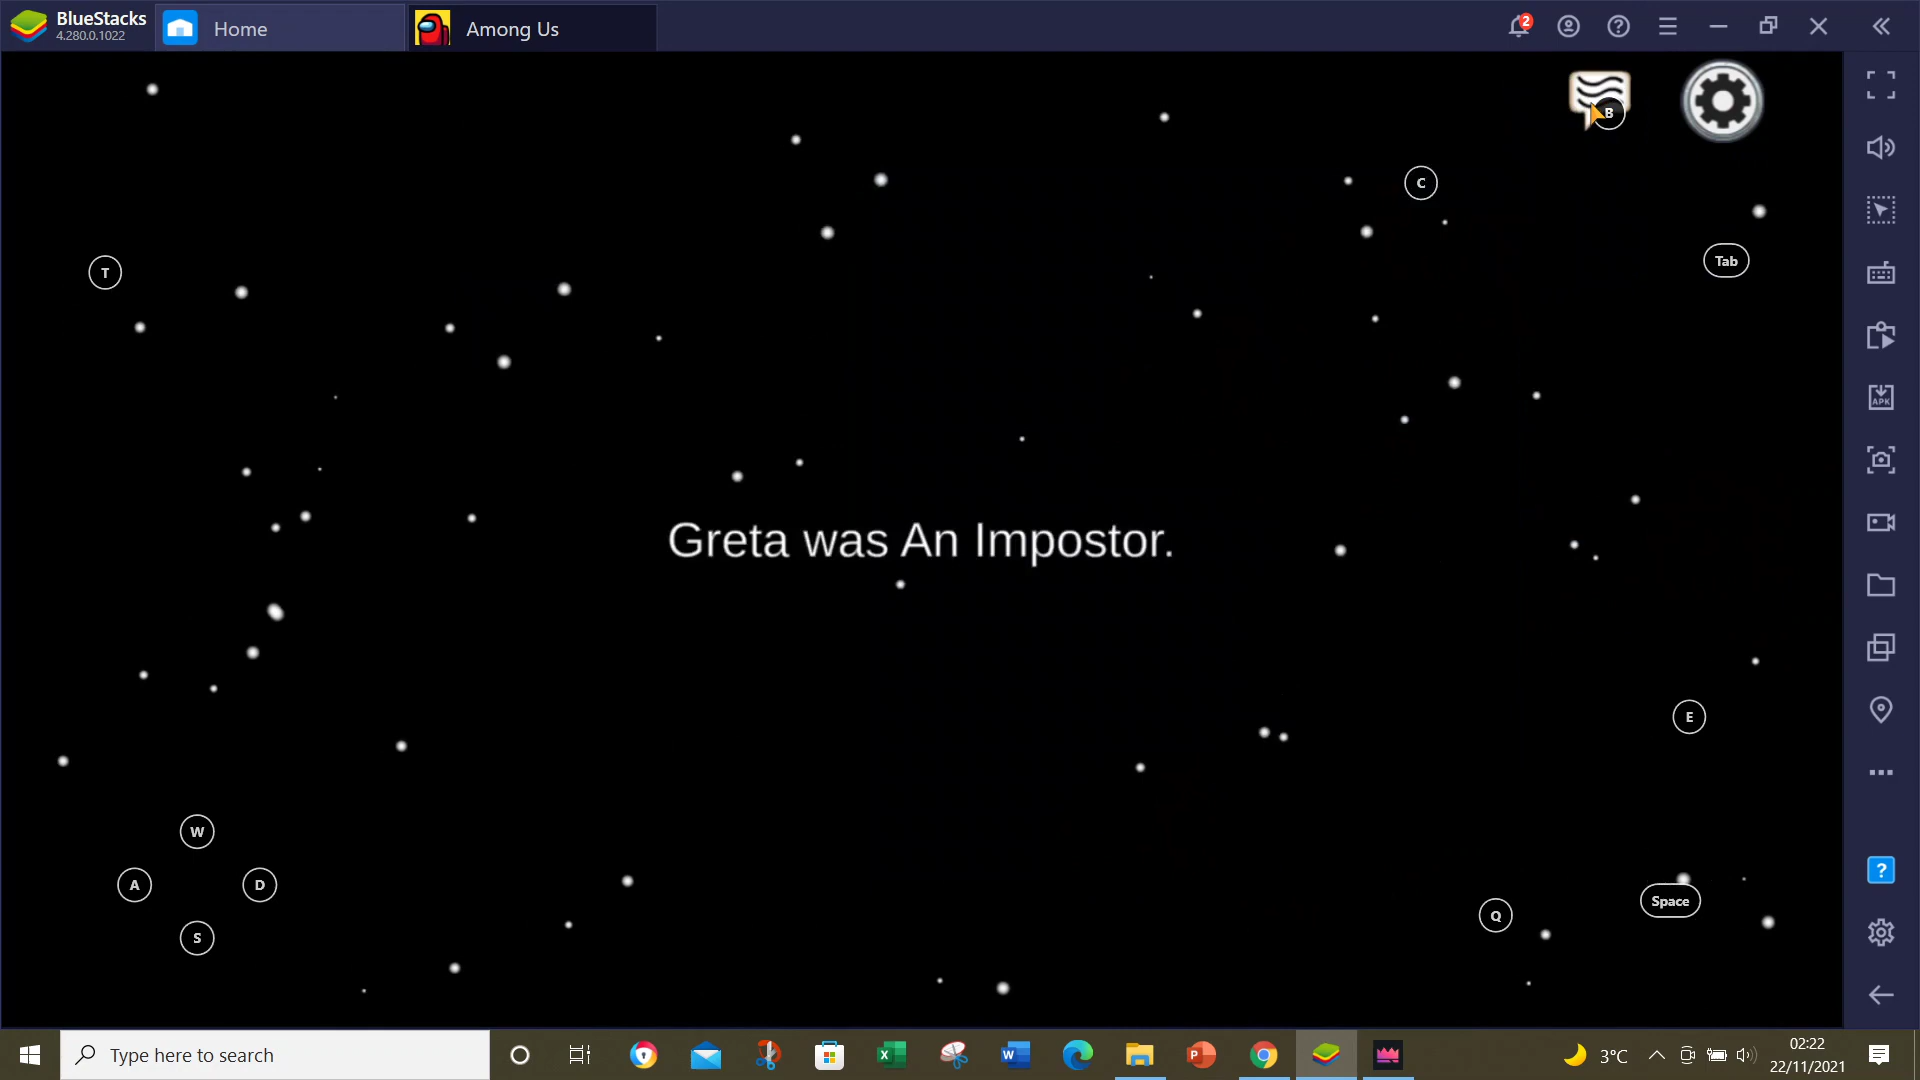 BlueStacks
4.280.0.1022
Home
Among Us
2
B
C
T
Tab
APK
Greta was An Impostor.
E
W
A
D
S
Q
Space
?
Type here to search
3°C
02:22
22/11/2021